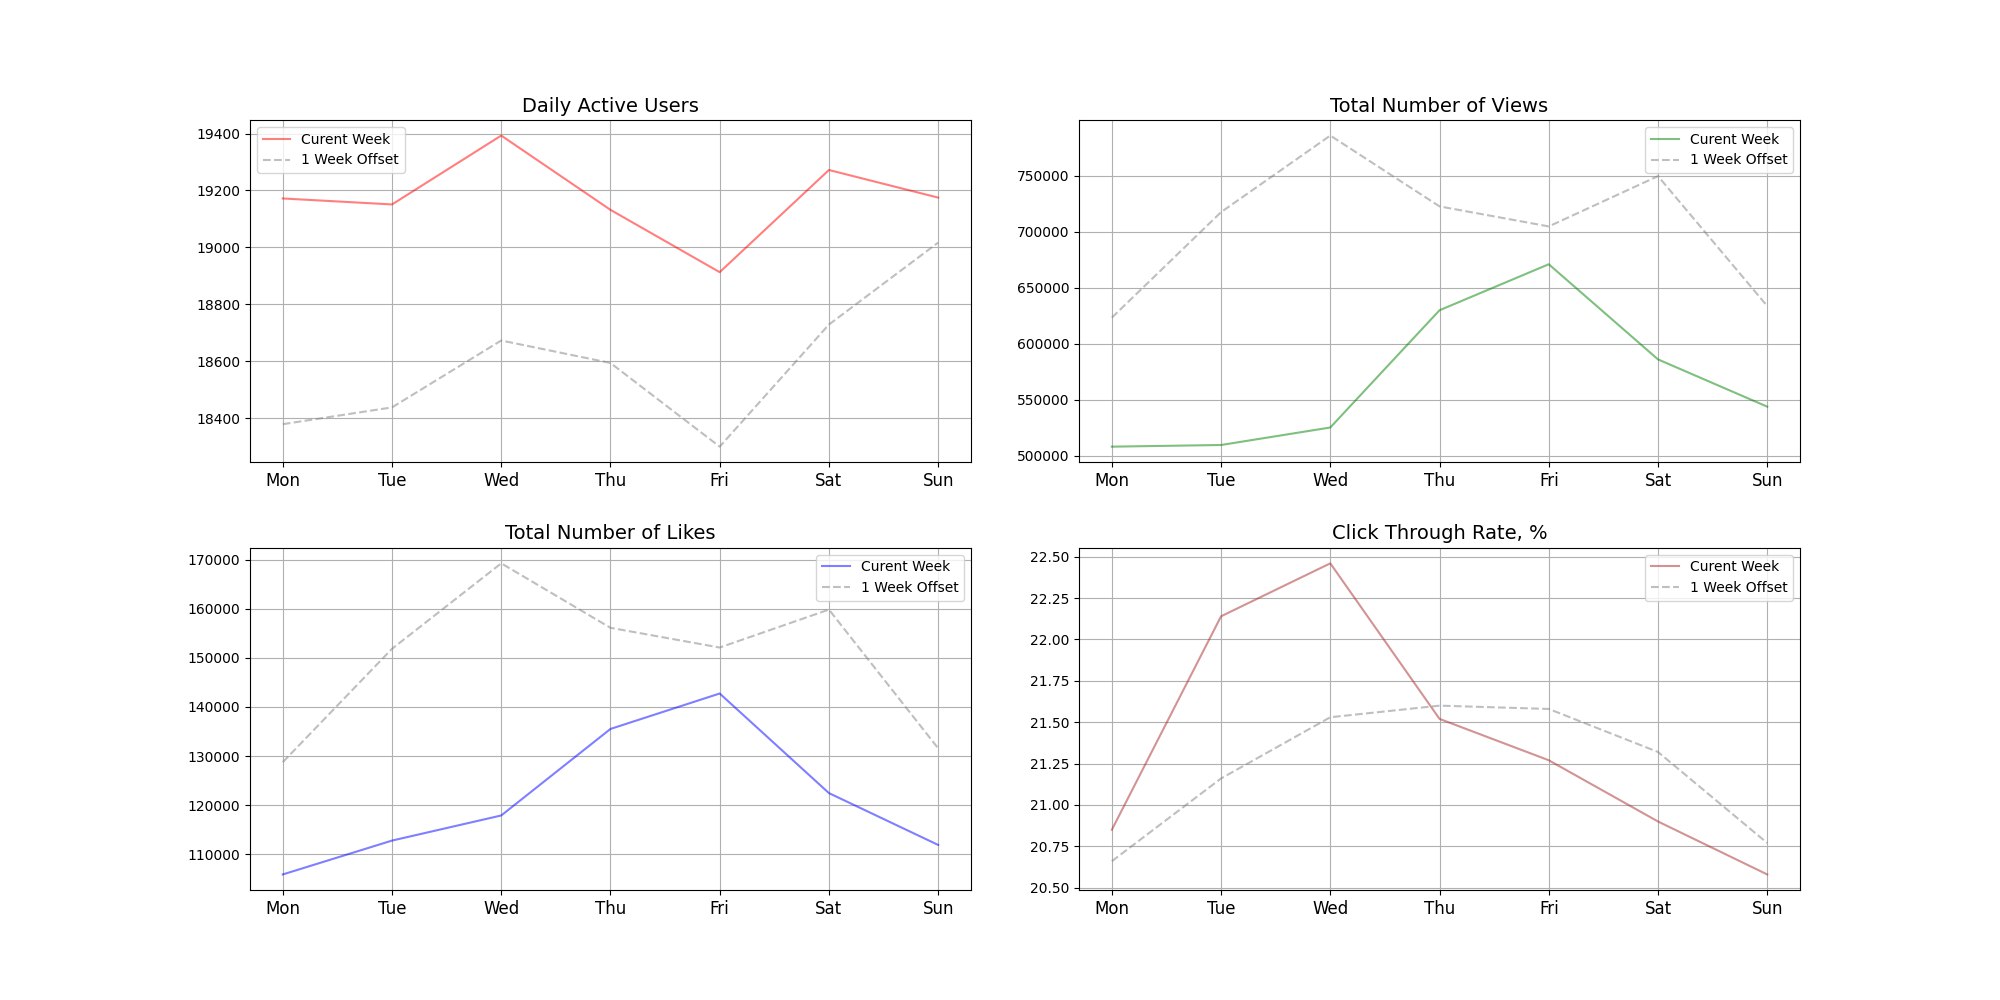 Daily Active Users
19400
19200
19000
18800
18600
18400
Curent Week
1 Week Offset
Mon Tue Wed Thu Fri Sat Sun
Total Number of Views
750000
700000
650000
600000
550000
500000
Curent Week
1 Week Offset
Mon Tue Wed Thu Fri Sat Sun
Total Number of Likes
170000
160000
150000
140000
130000
120000
110000
Curent Week
1 Week Offset
Mon Tue Wed Thu Fri Sat Sun
Click Through Rate, %
22.50
22.25
22.00
21.75
21.50
21.25
21.00
20.75
20.50
Curent Week
1 Week Offset
Mon Tue Wed Thu Fri Sat Sun